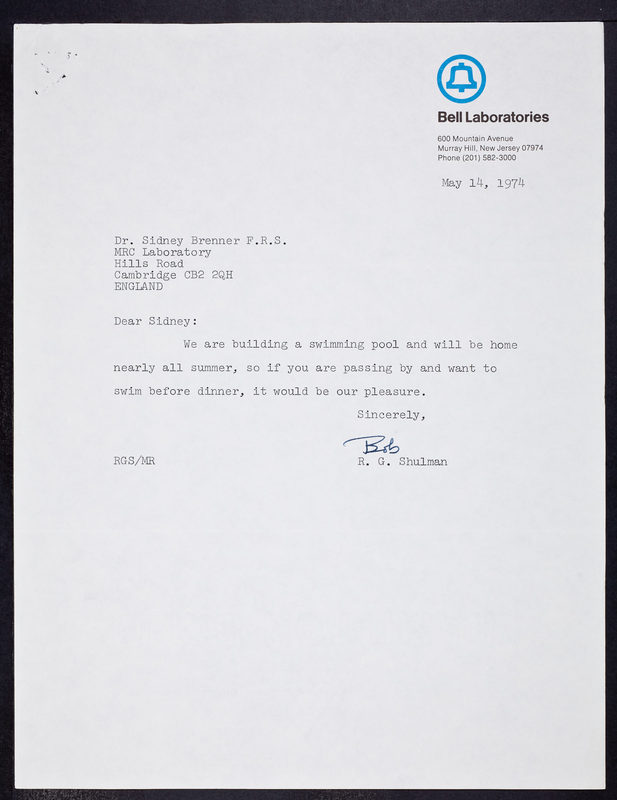 Bell Laboratories
600 Mountain Avenue
Murray Hill, New Jersey 07974
Phone (201) 582-3000
May 14, 1974
Dr. Sidney Brenner F.R.S.
MRC Laboratory
Hills Road
Cambridge CB2 2QH
ENGLAND
Dear Sidney:
We are building a swimming pool and will be home
nearly all summer, so if you are passing by and want to
swim before dinner, it would be our pleasure.
Sincerely,
Bob
RGS/MR R. G. Shulman